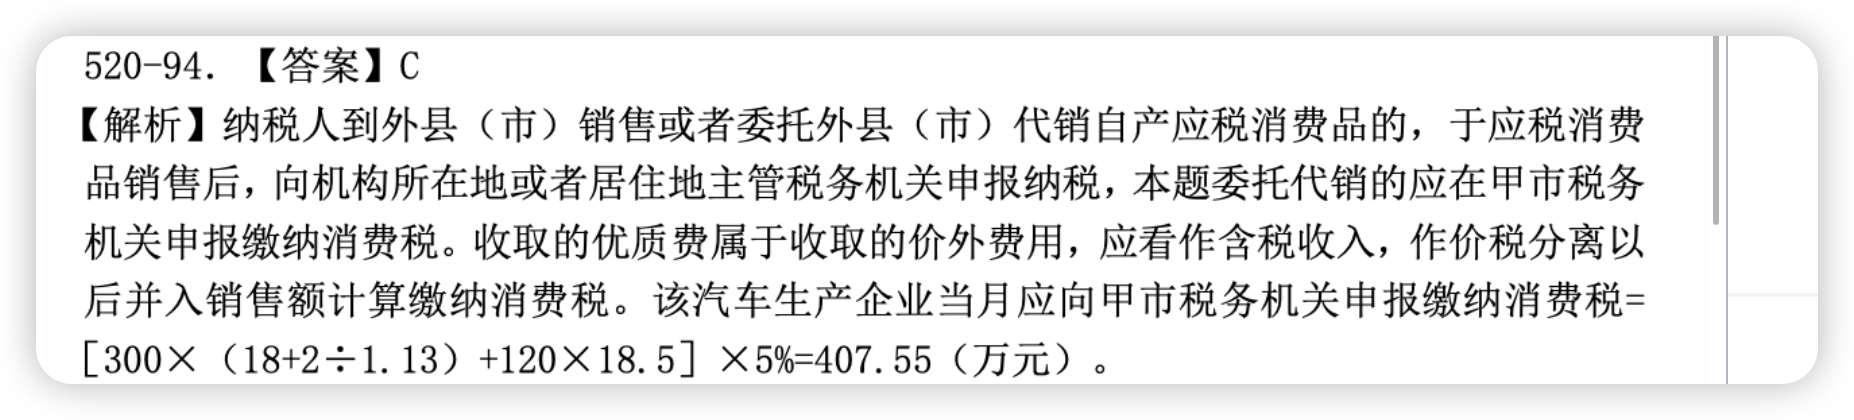 520-94. 【答案】C
【解析】纳税人到外县（市）销售或者委托外县（市）代销自产应税消费品的，于应税消费
品销售后，向机构所在地或者居住地主管税务机关申报纳税，本题委托代销的应在甲市税务
机关申报缴纳消费税。收取的优质费属于收取的价外费用，应看作含税收入，作价税分离以
后并入销售额计算缴纳消费税。该汽车生产企业当月应向甲市税务机关申报缴纳消费税=
［300×（18+2÷1.13）+120×18.5］×5%=407.55（万元）。